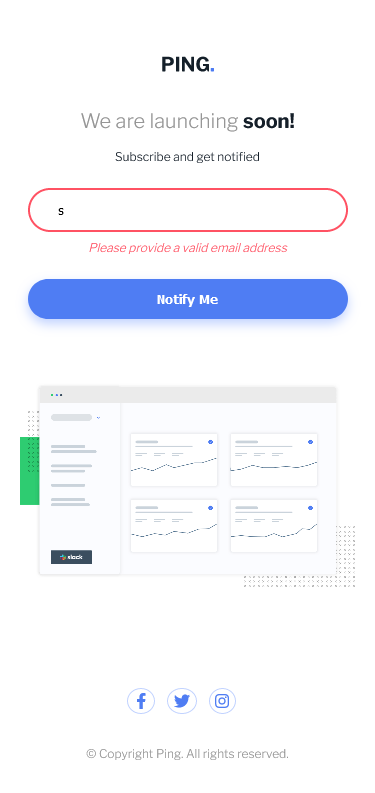 PING.
We are launching soon!
Subscribe and get notified
s
Please provide a valid email address
Notify Me
slack
© Copyright Ping. All rights reserved.